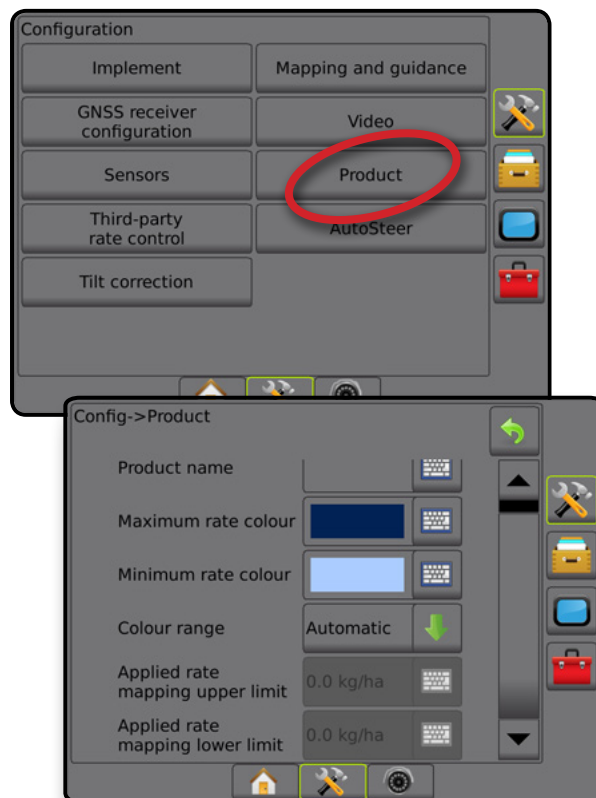 Configuration
Implement
Mapping and guidance
GNSS receiver
configuration
Video
Sensors
Product
Third-party
rate control
AutoSteer
Tilt correction
Config->Product
Product name
Maximum rate colour
Minimum rate colour
Colour range
Automatic
Applied rate
mapping upper limit
0.0 kg/ha
Applied rate
mapping lower limit
0.0 kg/ha